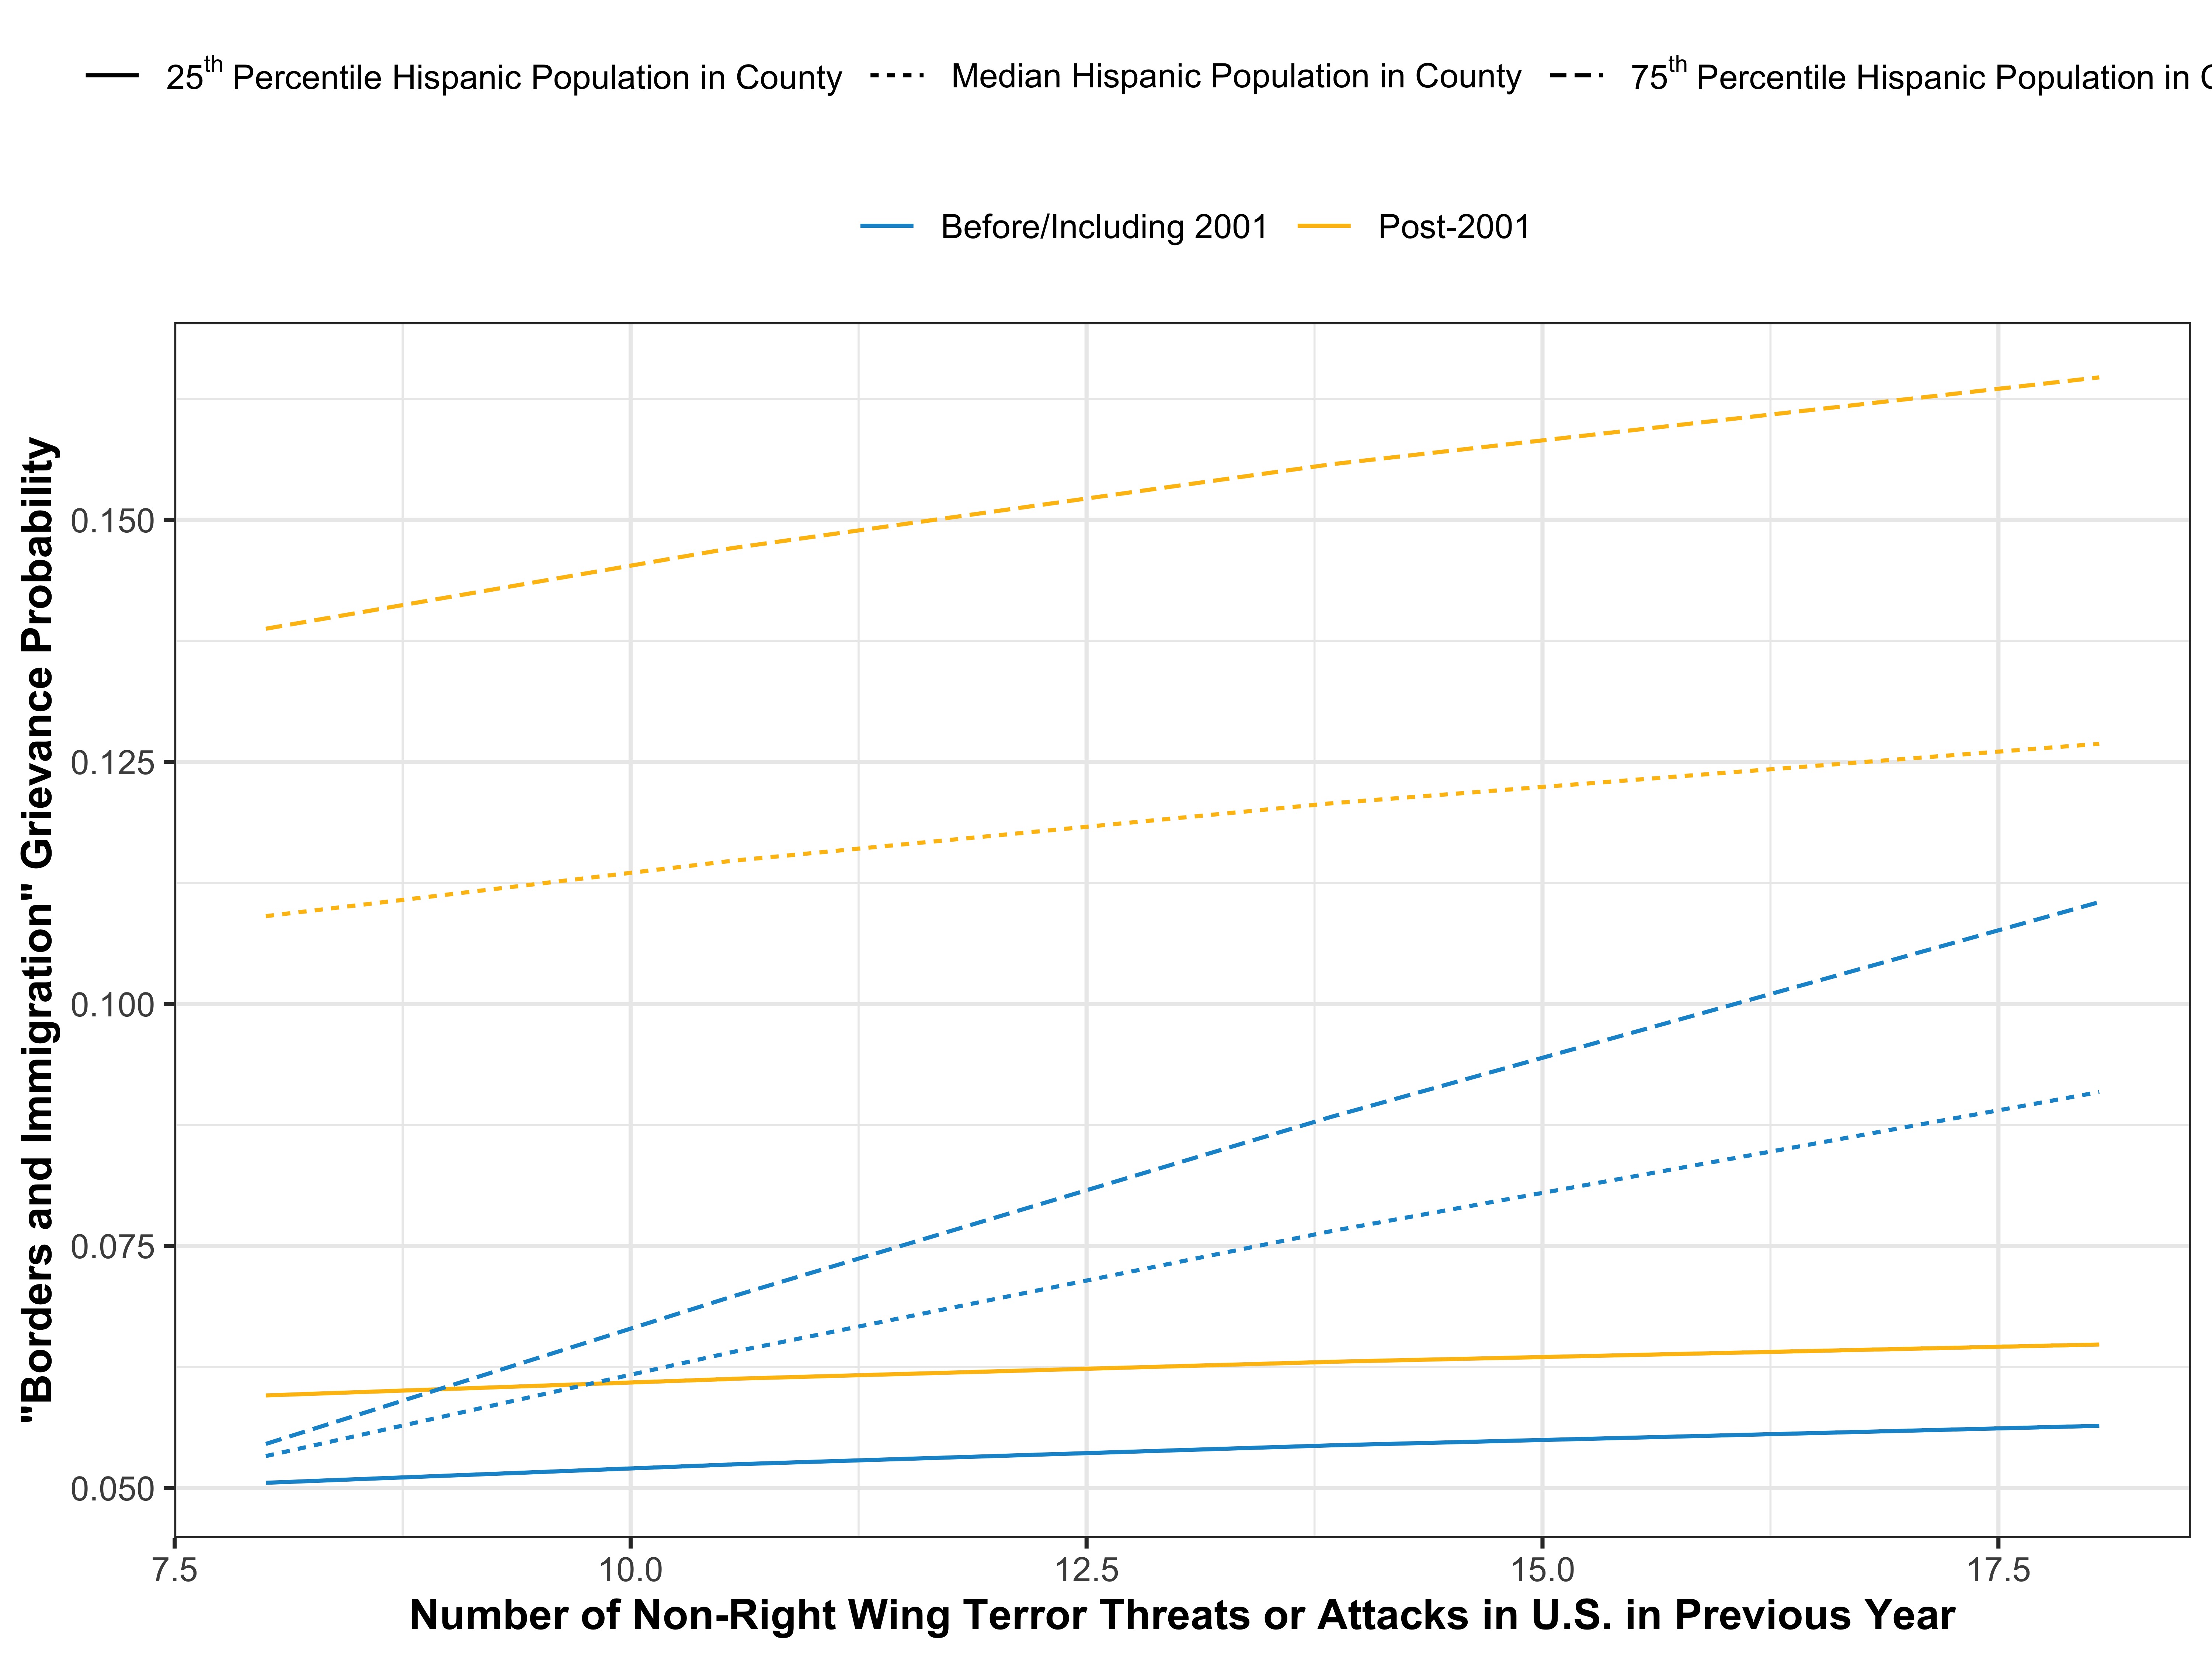 25th Percentile Hispanic Population in County Median Hispanic Population in County 75th Percentile Hispanic Population in
Before/Including 2001 Post-2001
"Borders and Immigration" Grievance Probability
0.150
0.125
0.100
0.075
0.050
7.5 10.0 12.5 15.0 17.5
Number of Non-Right Wing Terror Threats or Attacks in U.S. in Previous Year